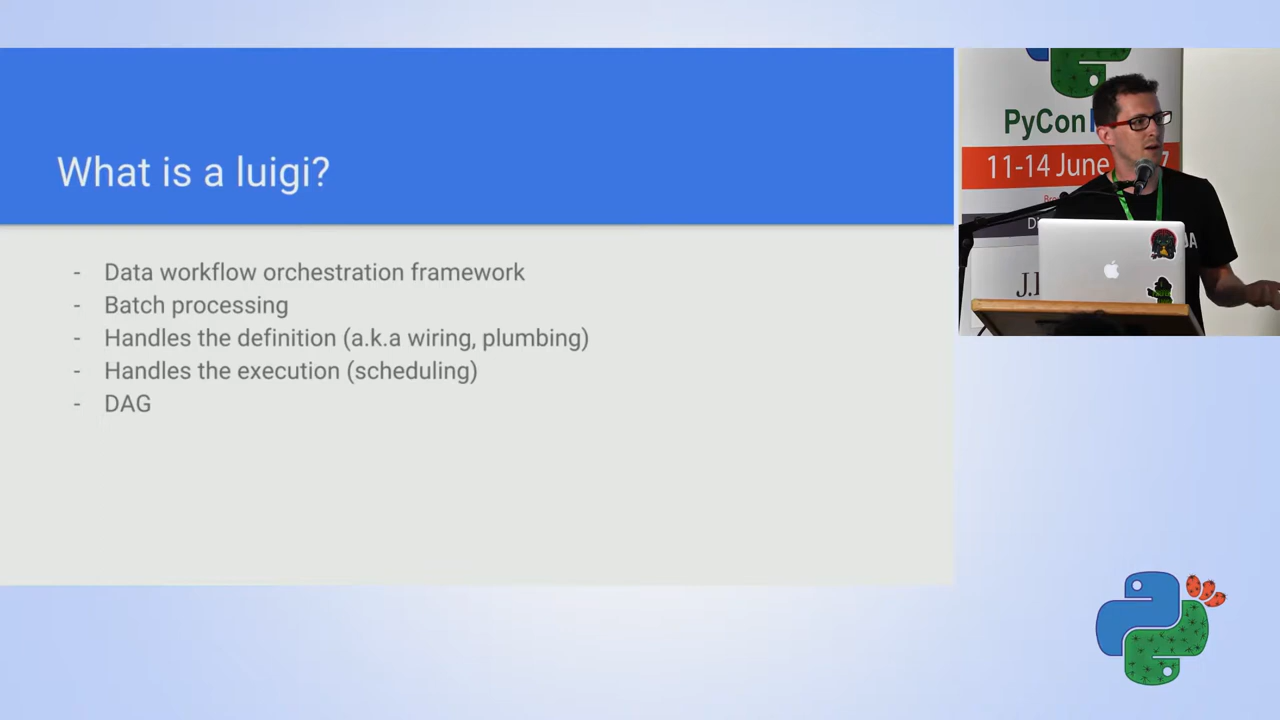 What is a luigi?
- Data workflow orchestration framework
- Batch processing
- Handles the definition (a.k.a wiring, plumbing)
- Handles the execution (scheduling)
- DAG
PyCon
11-14 June
7